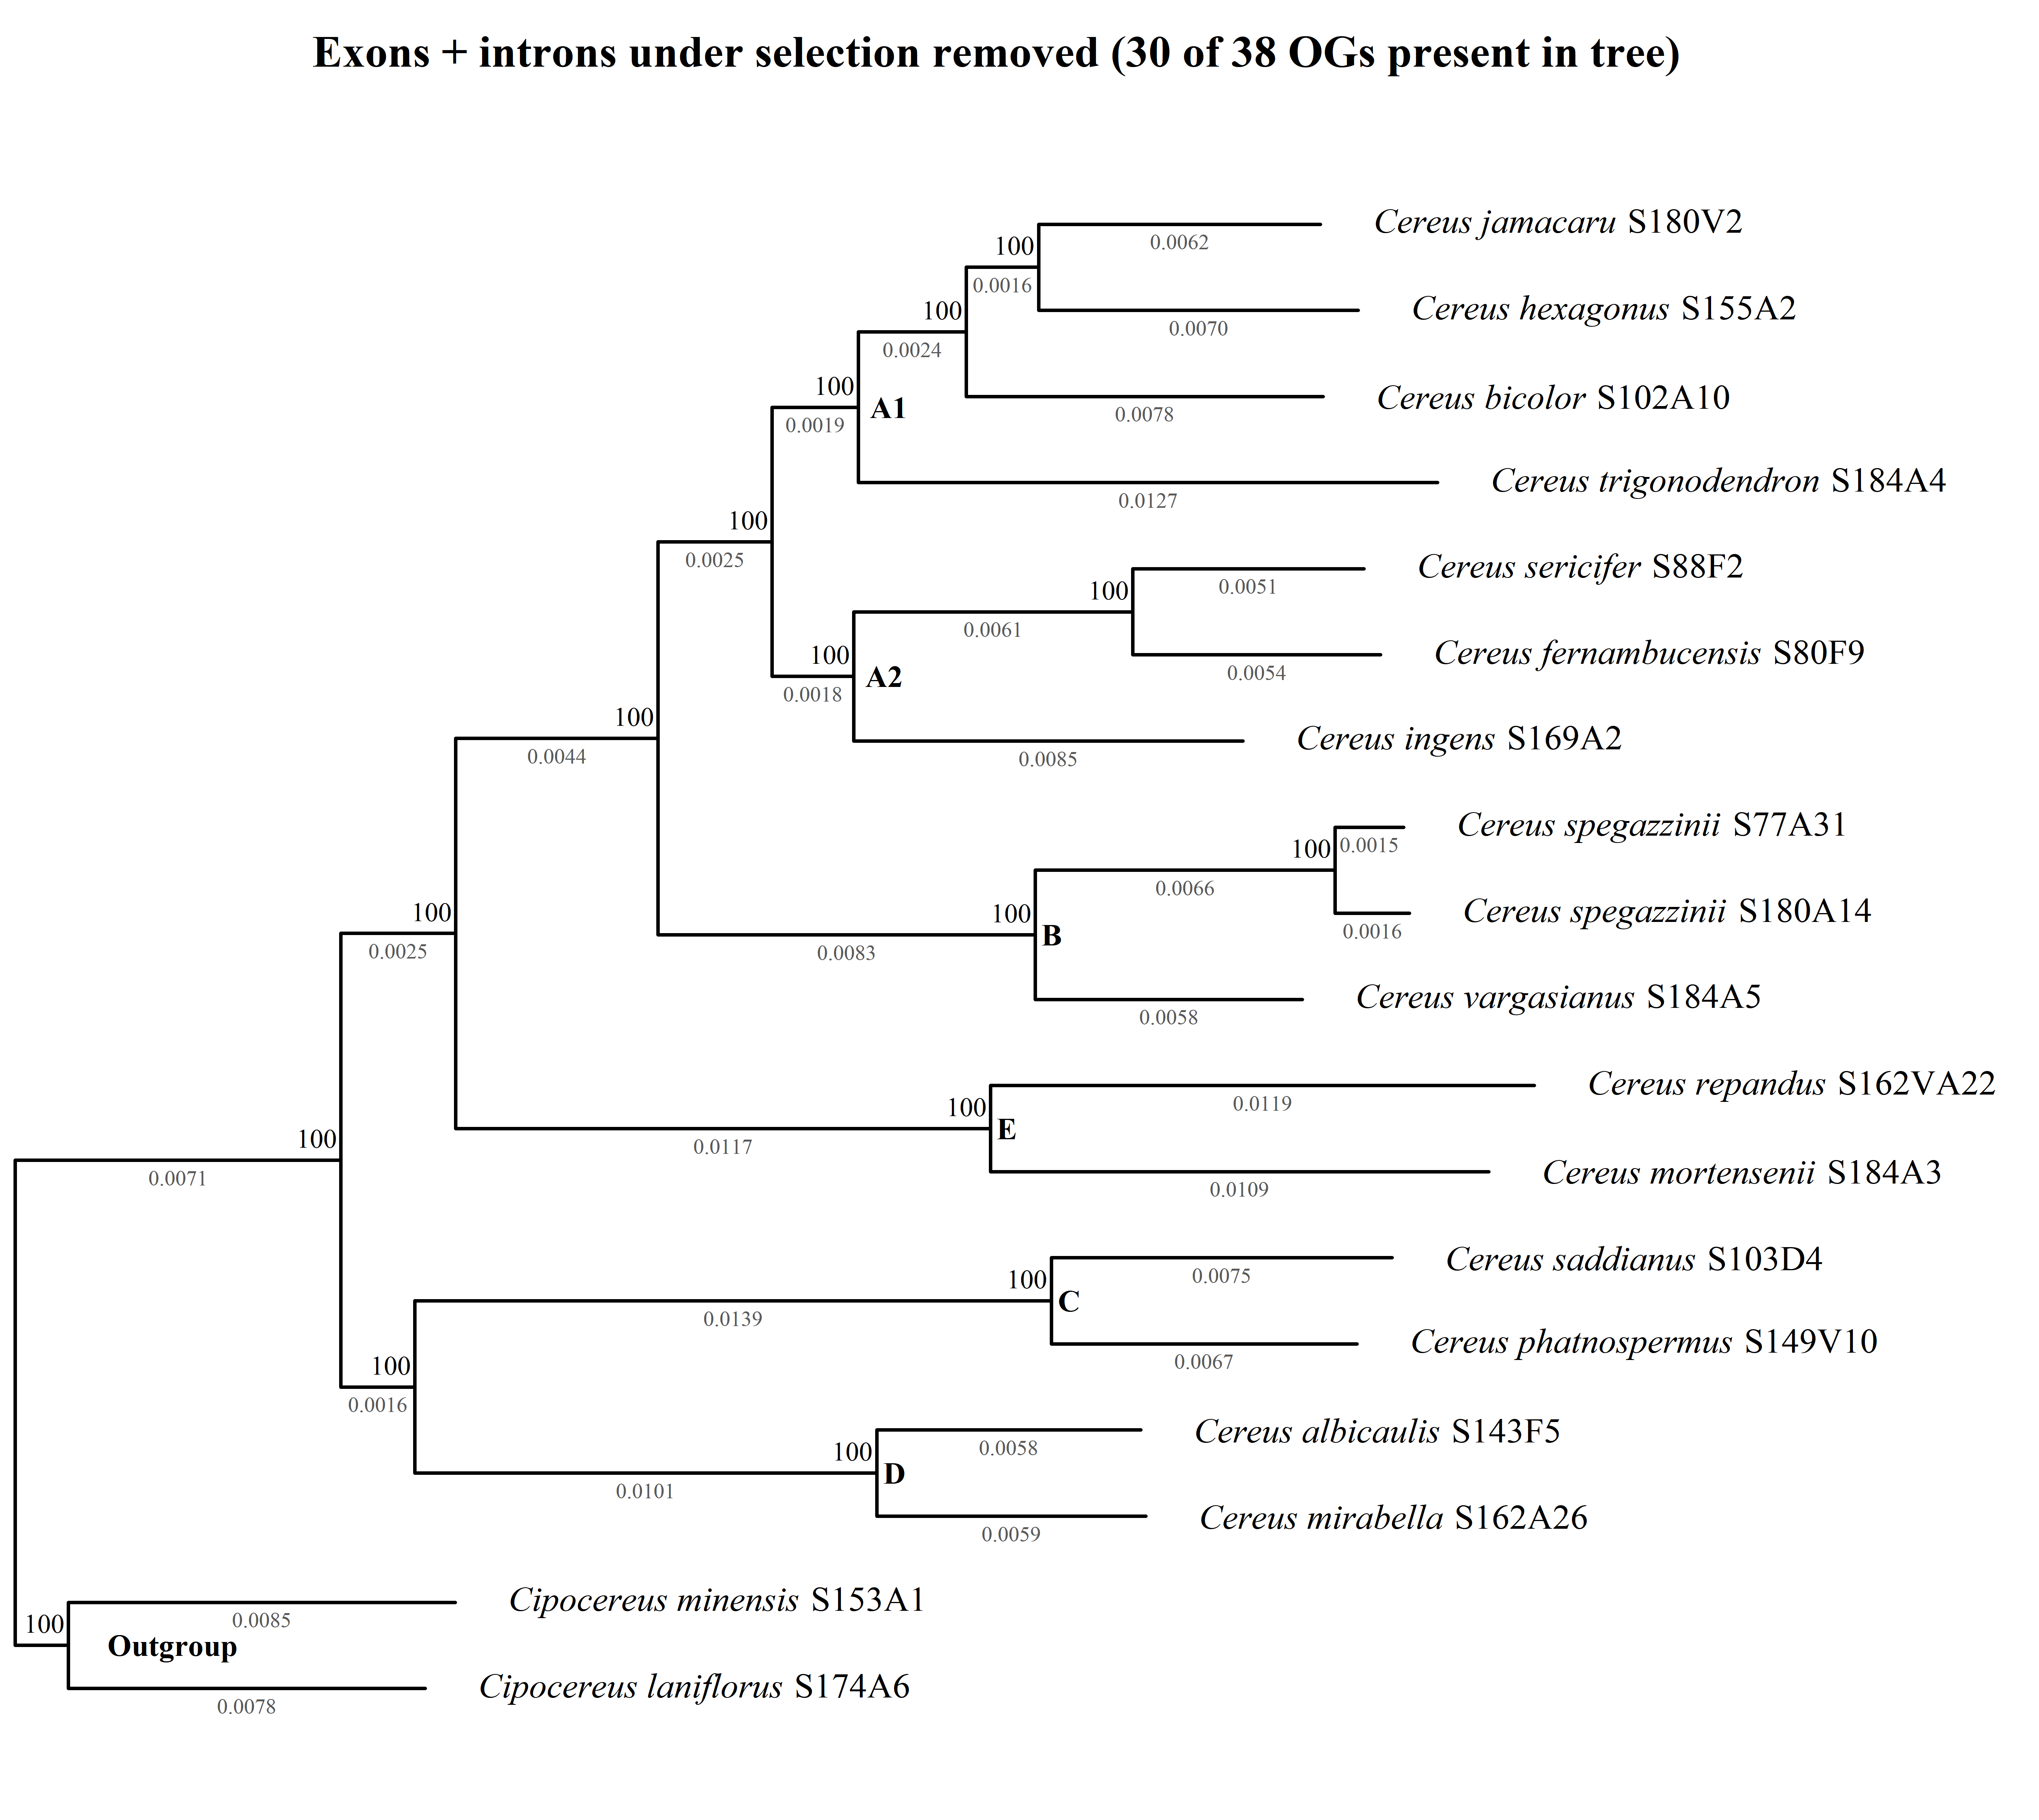 Exons + introns under selection removed (30 of 38 OGs present in tree)
Cereus jamacaru S180V2
100
0.0062
0.0016
Cereus hexagonus S155A2
100
0.0070
0.0024
100
A1
Cereus bicolor S102A10
0.0078
0.0019
Cereus trigonodendron S184A4
0.0127
100
0.0025
Cereus sericifer S88F2
100
0.0051
0.0061
Cereus fernambucensis S80F9
100
A2
0.0054
0.0018
100
Cereus ingens S169A2
0.0044
0.0085
Cereus spegazzinii S77A31
100
0.0015
0.0066
Cereus spegazzinii S180A14
100
100
B
0.0016
0.0025
0.0083
Cereus vargasianus S184A5
0.0058
Cereus repandus S162VA22
100
E
0.0119
100
0.0117
Cereus mortensenii S184A3
0.0071
0.0109
Cereus saddianus S103D4
100
C
0.0075
0.0139
Cereus phatnospermus S149V10
100
0.0067
0.0016
Cereus albicaulis S143F5
100
D
0.0058
0.0101
Cereus mirabella S162A26
0.0059
Cipocereus minensis S153A1
100
0.0085
Outgroup
Cipocereus laniflorus S174A6
0.0078